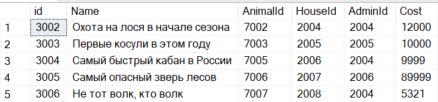 id Name AnimalId HouseId AdminId Cost
1 3002 Охота на лося в начале сезона 7002 2004 2004 12000
2 3003 Первые косули в этом году 7003 2005 2005 10000
3 3004 Самый быстрый кабан в России 7005 2006 2004 9999
4 3005 Самый опасный зверь лесов 7006 2007 2006 89999
5 3006 Не тот волк, кто волк 7007 2008 2004 5321